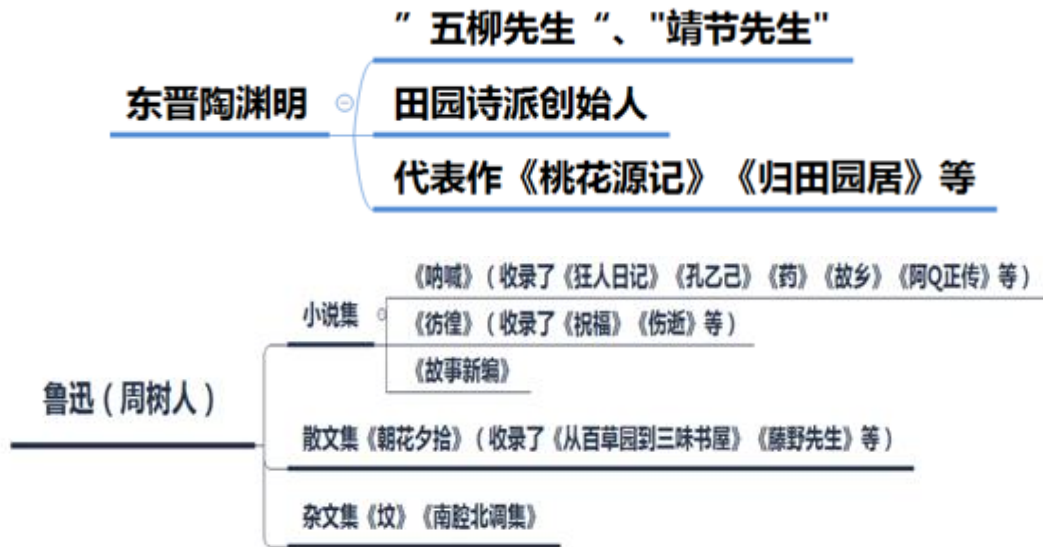 ”五柳先生“、"靖节先生"
东晋陶渊明
田园诗派创始人
代表作《桃花源记》《归田园居》等
《呐喊》（收录了《狂人日记》《孔乙己》《药》《故乡》《阿Q正传》等）
小说集
《彷徨》（收录了《祝福》《伤逝》等）
《故事新编》
鲁迅（周树人）
散文集《朝花夕拾》（收录了《从百草园到三味书屋》《藤野先生》等）
杂文集《坟》《南腔北调集》